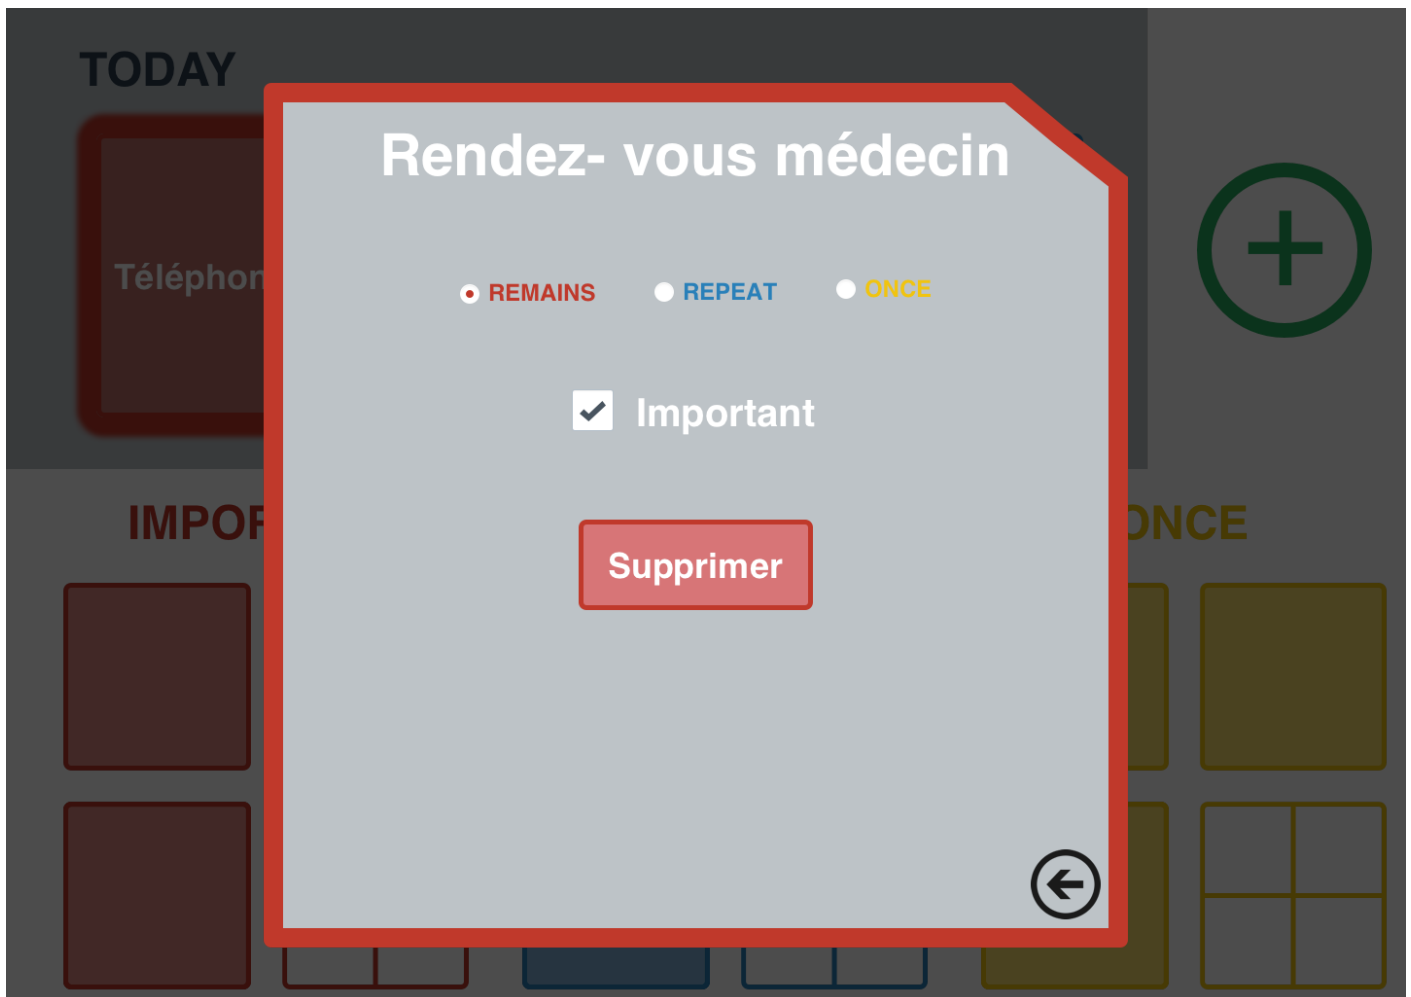 TODAY
Rendez- vous médecin
Téléphon
REMAINS
REPEAT
ONCE
Important
IMPOR
ONCE
Supprimer